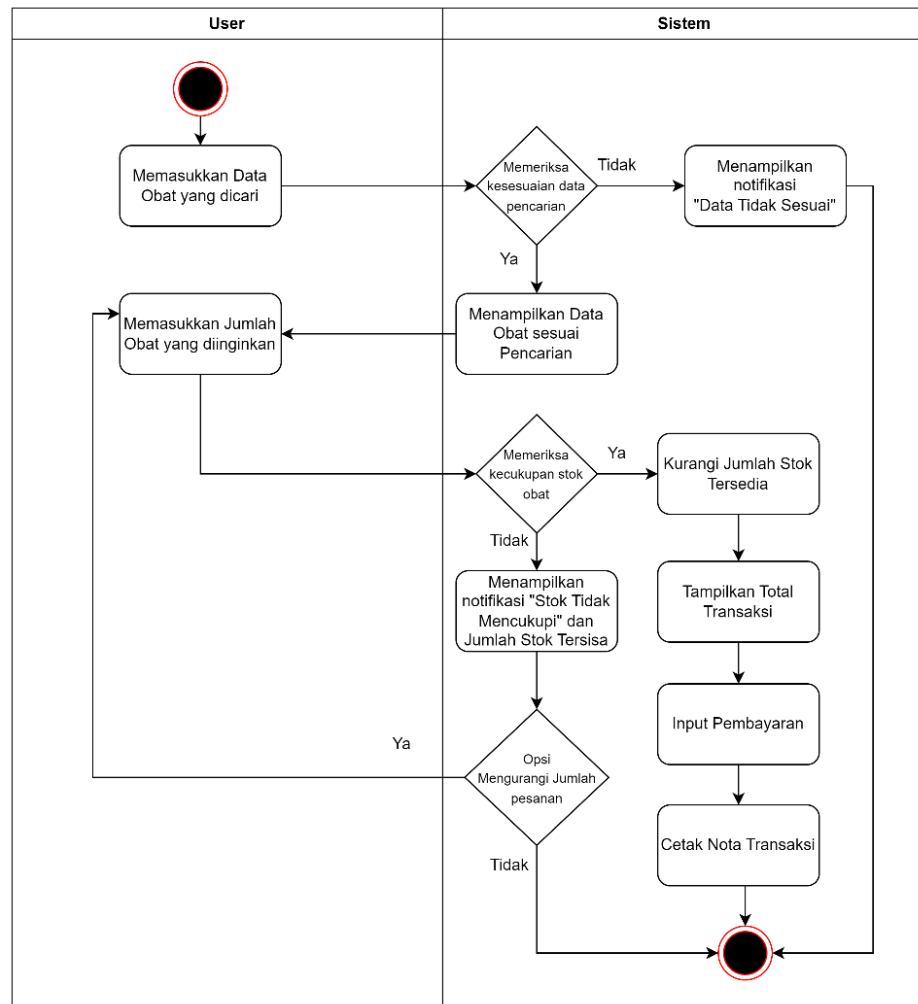 User
Sistem
Memasukkan Data
Obat yang dicari
Memeriksa
kesesuaian data
pencarian
Tidak
Menampilkan
notifikasi
"Data Tidak Sesuai"
Ya
Memasukkan Jumlah
Obat yang diinginkan
Menampilkan Data
Obat sesuai
Pencarian
Memeriksa
kecukupan stok
obat
Ya
Kurangi Jumlah Stok
Tersedia
Tidak
Menampilkan
notifikasi "Stok Tidak
Mencukupi" dan
Jumlah Stok Tersisa
Tampilkan Total
Transaksi
Ya
Opsi
Mengurangi Jumlah
pesanan
Input Pembayaran
Tidak
Cetak Nota Transaksi